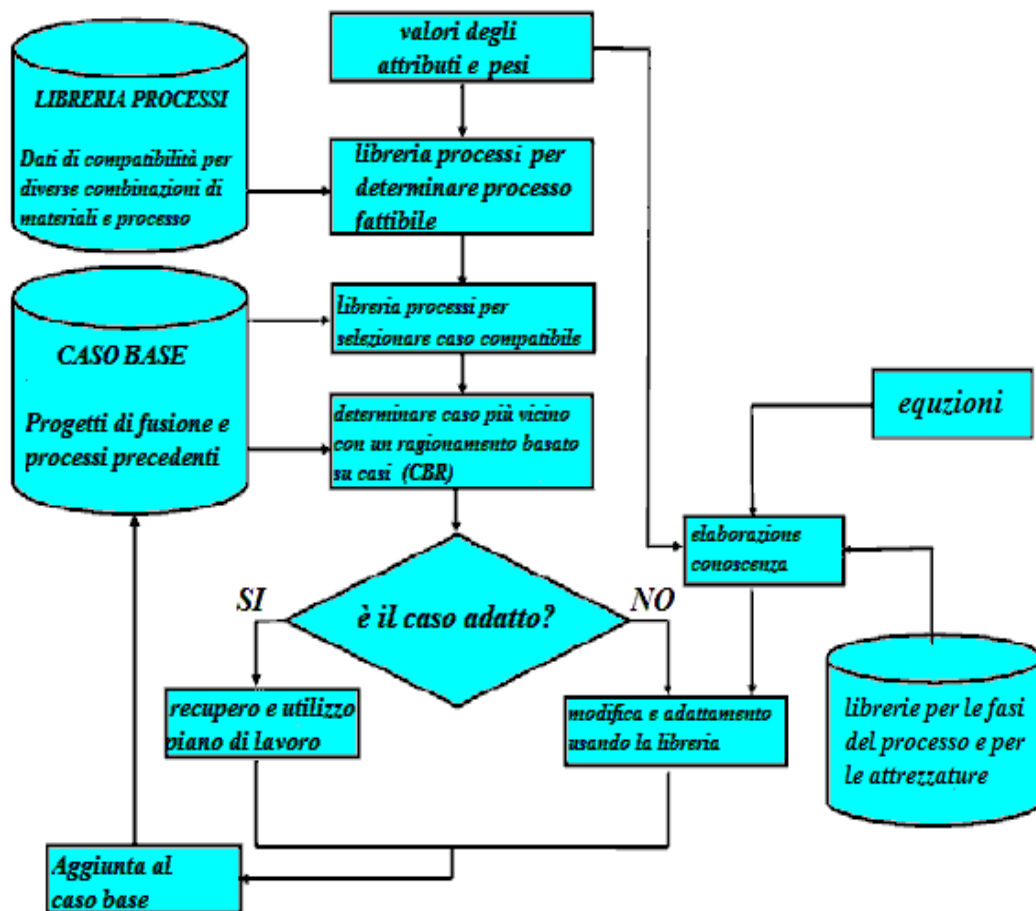 valori degli
attributi e pesi
LIBRERIA PROCESSI
Dati di compatibilità per
diverse combinazioni di
materiali e processo
libreria processi per
determinare processo
fattibile
libreria processi per
selezionare caso compatibile
CASO BASE
Progetti di fusione e
processi precedenti
determinare caso più vicino
con un ragionamento basato
su casi (CBR)
equzioni
elaborazione
conoscenza
SI
è il caso adatto?
NO
recupero e utilizzo
piano di lavoro
modifica e adattamento
usando la libreria
librerie per le fasi
del processo e per
le attrezzature
Aggiunta al
caso base